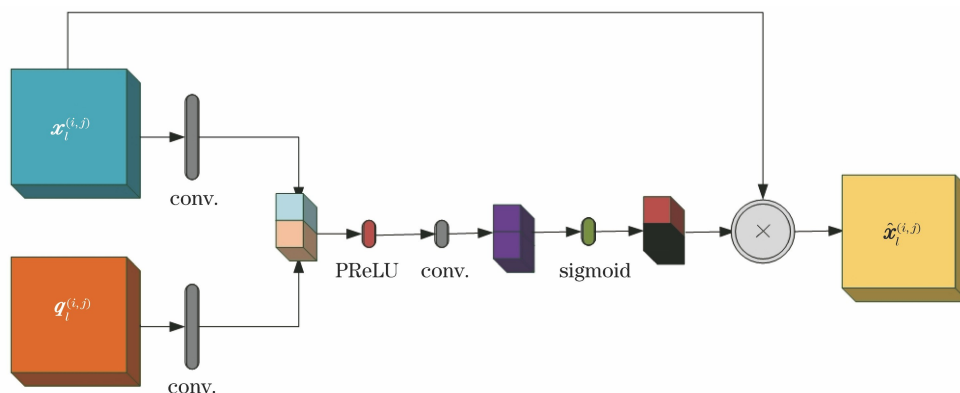 x_l^{(i,j)}
conv.
PReLU
conv.
sigmoid
×
x̂_l^{(i,j)}
q_l^{(i,j)}
conv.